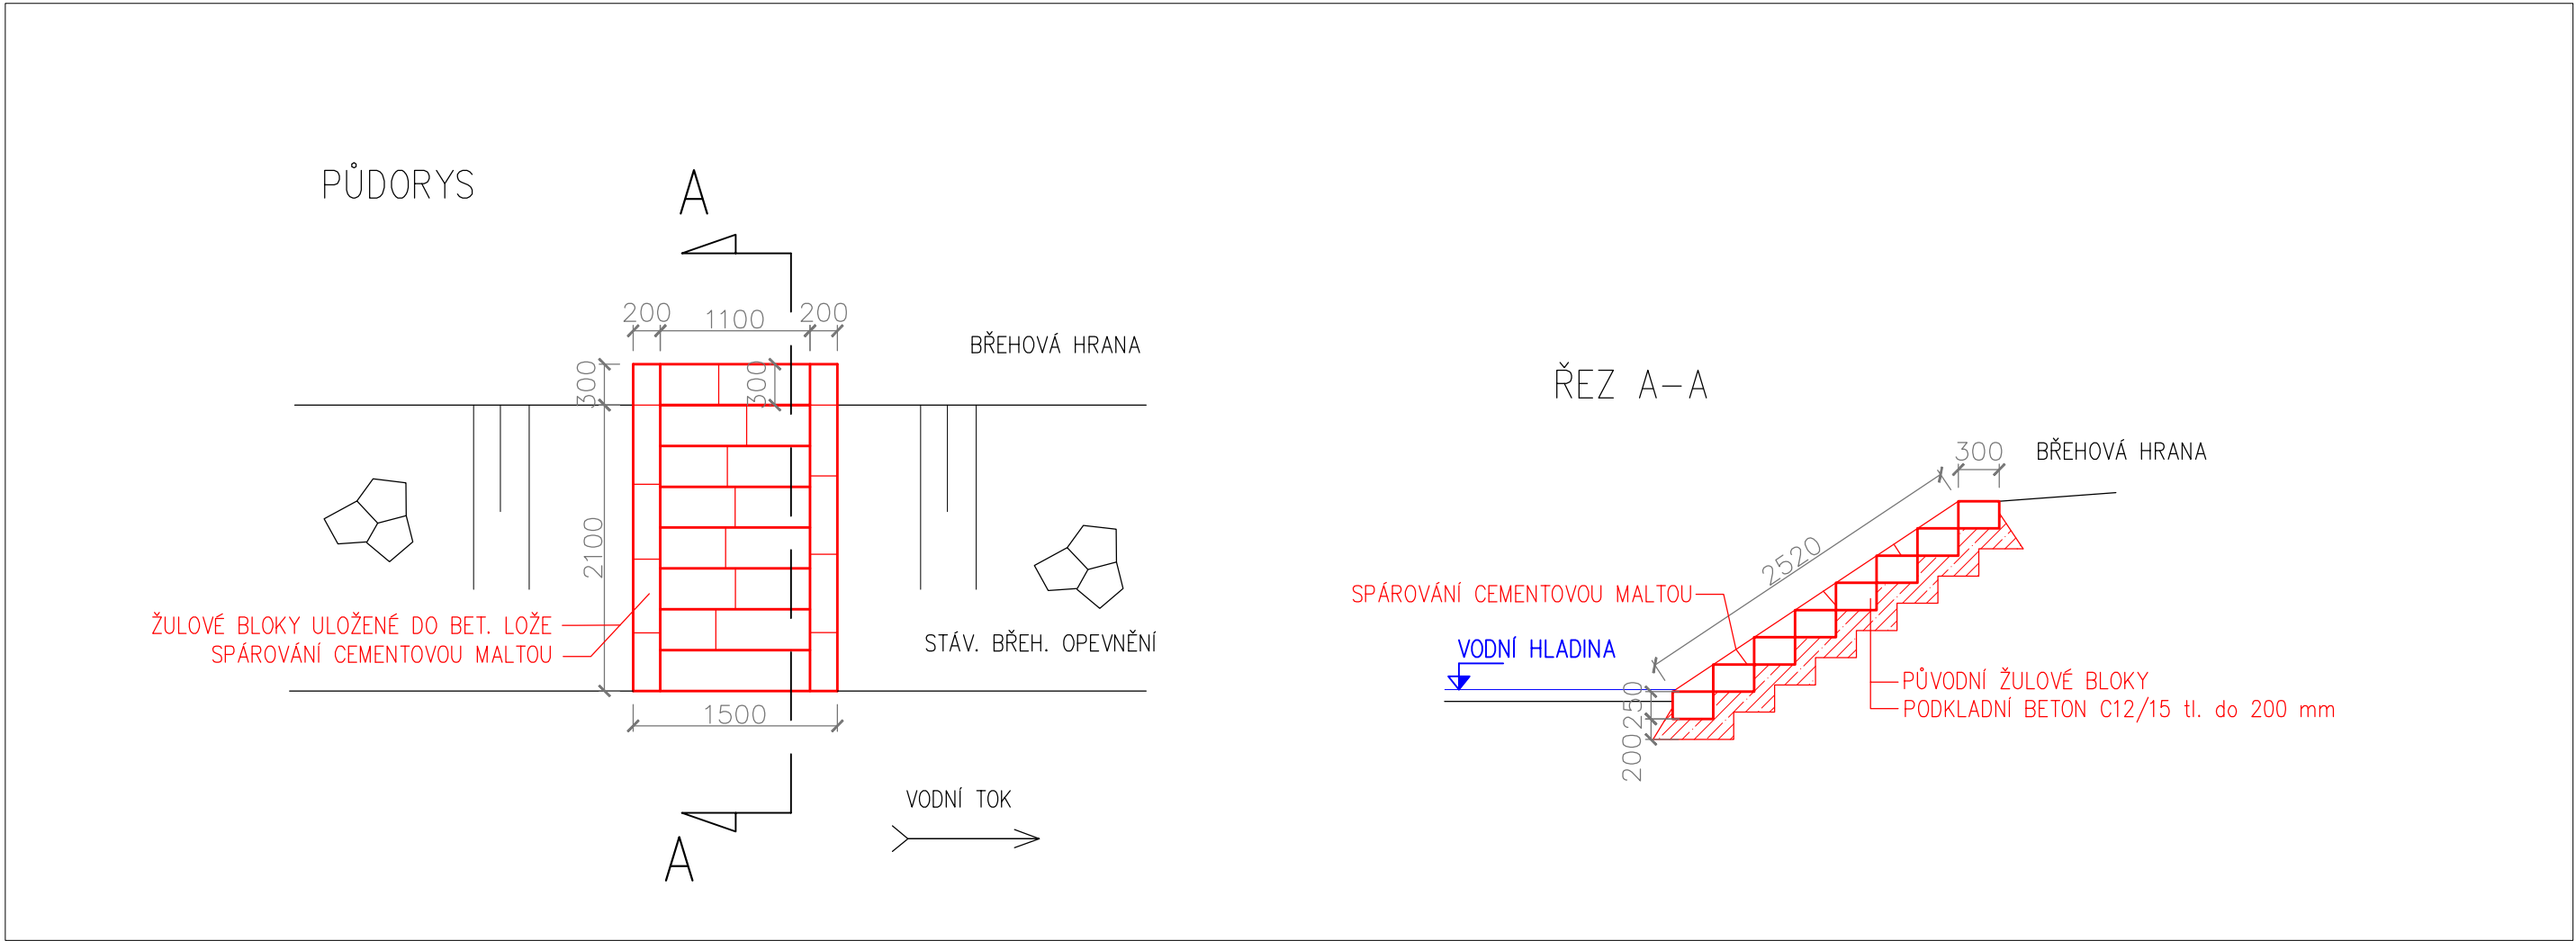 PŮDORYS
A
200
1100
200
300
300
BŘEHOVÁ HRANA
2100
ŽULOVÉ BLOKY ULOŽENÉ DO BET. LOŽE
SPÁROVÁNÍ CEMENTOVOU MALTOU
STÁV. BŘEH. OPEVNĚNÍ
1500
VODNÍ TOK
A
ŘEZ A-A
300
BŘEHOVÁ HRANA
2520
SPÁROVÁNÍ CEMENTOVOU MALTOU
VODNÍ HLADINA
250
200
PŮVODNÍ ŽULOVÉ BLOKY
PODKLADNÍ BETON C12/15 tl. do 200 mm